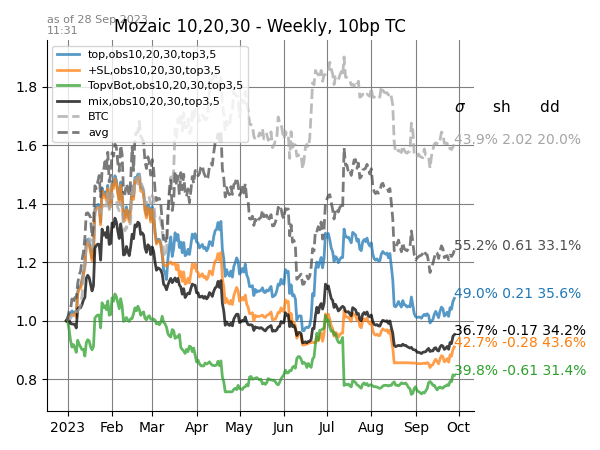 as of 28 Sep 2023
11:31
Mozaic 10,20,30 - Weekly, 10bp TC
top,obs10,20,30,top3,5
+SL,obs10,20,30,top3,5
TopvBot,obs10,20,30,top3,5
mix,obs10,20,30,top3,5
BTC
avg
σ sh dd
43.9% 2.02 20.0%
55.2% 0.61 33.1%
49.0% 0.21 35.6%
36.7% -0.17 34.2%
42.7% -0.28 43.6%
39.8% -0.61 31.4%
1.8
1.6
1.4
1.2
1.0
0.8
2023 Feb Mar Apr May Jun Jul Aug Sep Oct